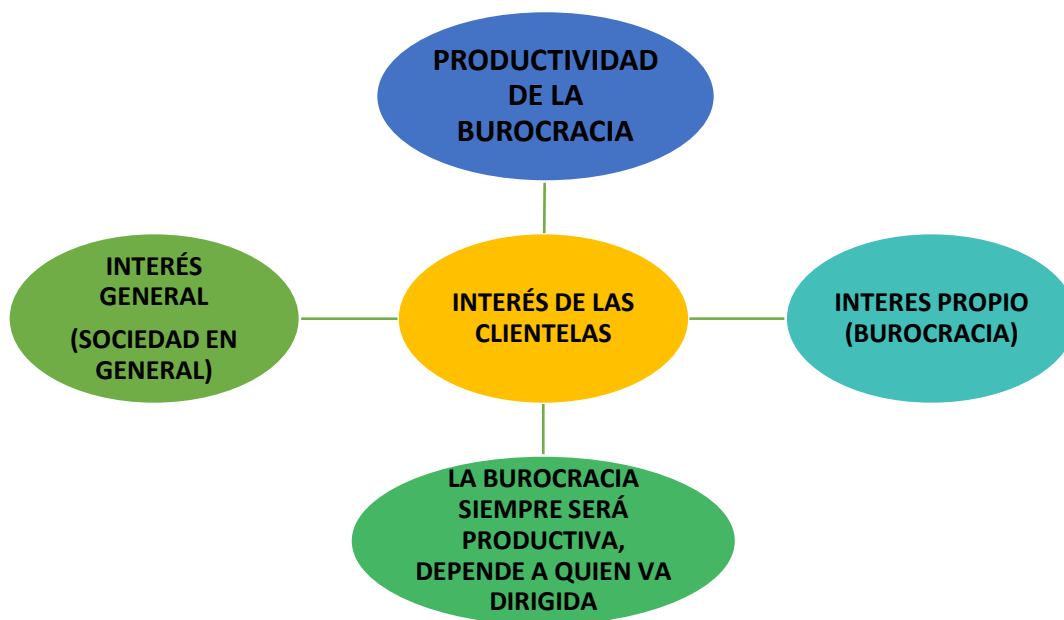 PRODUCTIVIDAD
DE LA
BUROCRACIA
INTERÉS
GENERAL
(SOCIEDAD EN
GENERAL)
INTERÉS DE LAS
CLIENTELAS
INTERES PROPIO
(BUROCRACIA)
LA BUROCRACIA
SIEMPRE SERÁ
PRODUCTIVA,
DEPENDE A QUIEN VA
DIRIGIDA